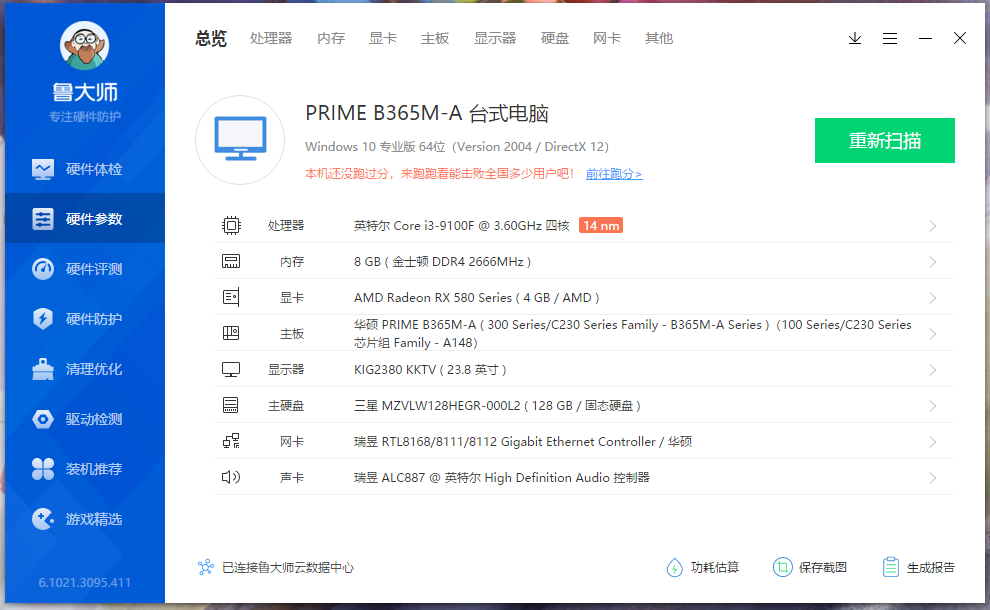 鲁大师
专注硬件防护
硬件体检
硬件参数
硬件评测
硬件防护
清理优化
驱动检测
装机推荐
游戏精选
6.1021.3095.411
总览 处理器 内存 显卡 主板 显示器 硬盘 网卡 其他
PRIME B365M-A 台式电脑
Windows 10 专业版 64位（Version 2004 / DirectX 12）
本机还没跑过分，来跑跑看能击败全国多少用户吧！ 前往跑分>
重新扫描
处理器 英特尔 Core i3-9100F @ 3.60GHz 四核 14 nm
内存 8 GB ( 金士顿 DDR4 2666MHz )
显卡 AMD Radeon RX 580 Series ( 4 GB / AMD )
主板 华硕 PRIME B365M-A ( 300 Series/C230 Series Family - B365M-A Series )（100 Series/C230 Series
芯片组 Family - A148）
显示器 KIG2380 KKTV ( 23.8 英寸 )
主硬盘 三星 MZVLW128HEGR-000L2 ( 128 GB / 固态硬盘 )
网卡 瑞昱 RTL8168/8111/8112 Gigabit Ethernet Controller / 华硕
声卡 瑞昱 ALC887 @ 英特尔 High Definition Audio 控制器
已连接鲁大师云数据中心
功耗估算 保存截图 生成报告